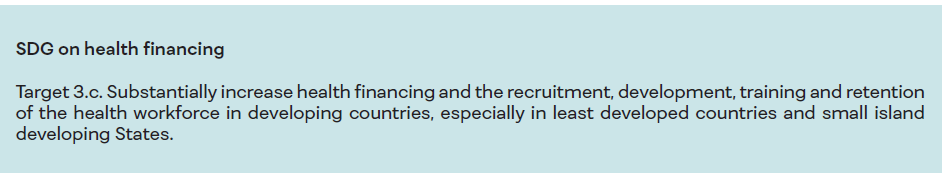 SDG on health financing
Target 3.c. Substantially increase health financing and the recruitment, development, training and retention
of the health workforce in developing countries, especially in least developed countries and small island
developing States.